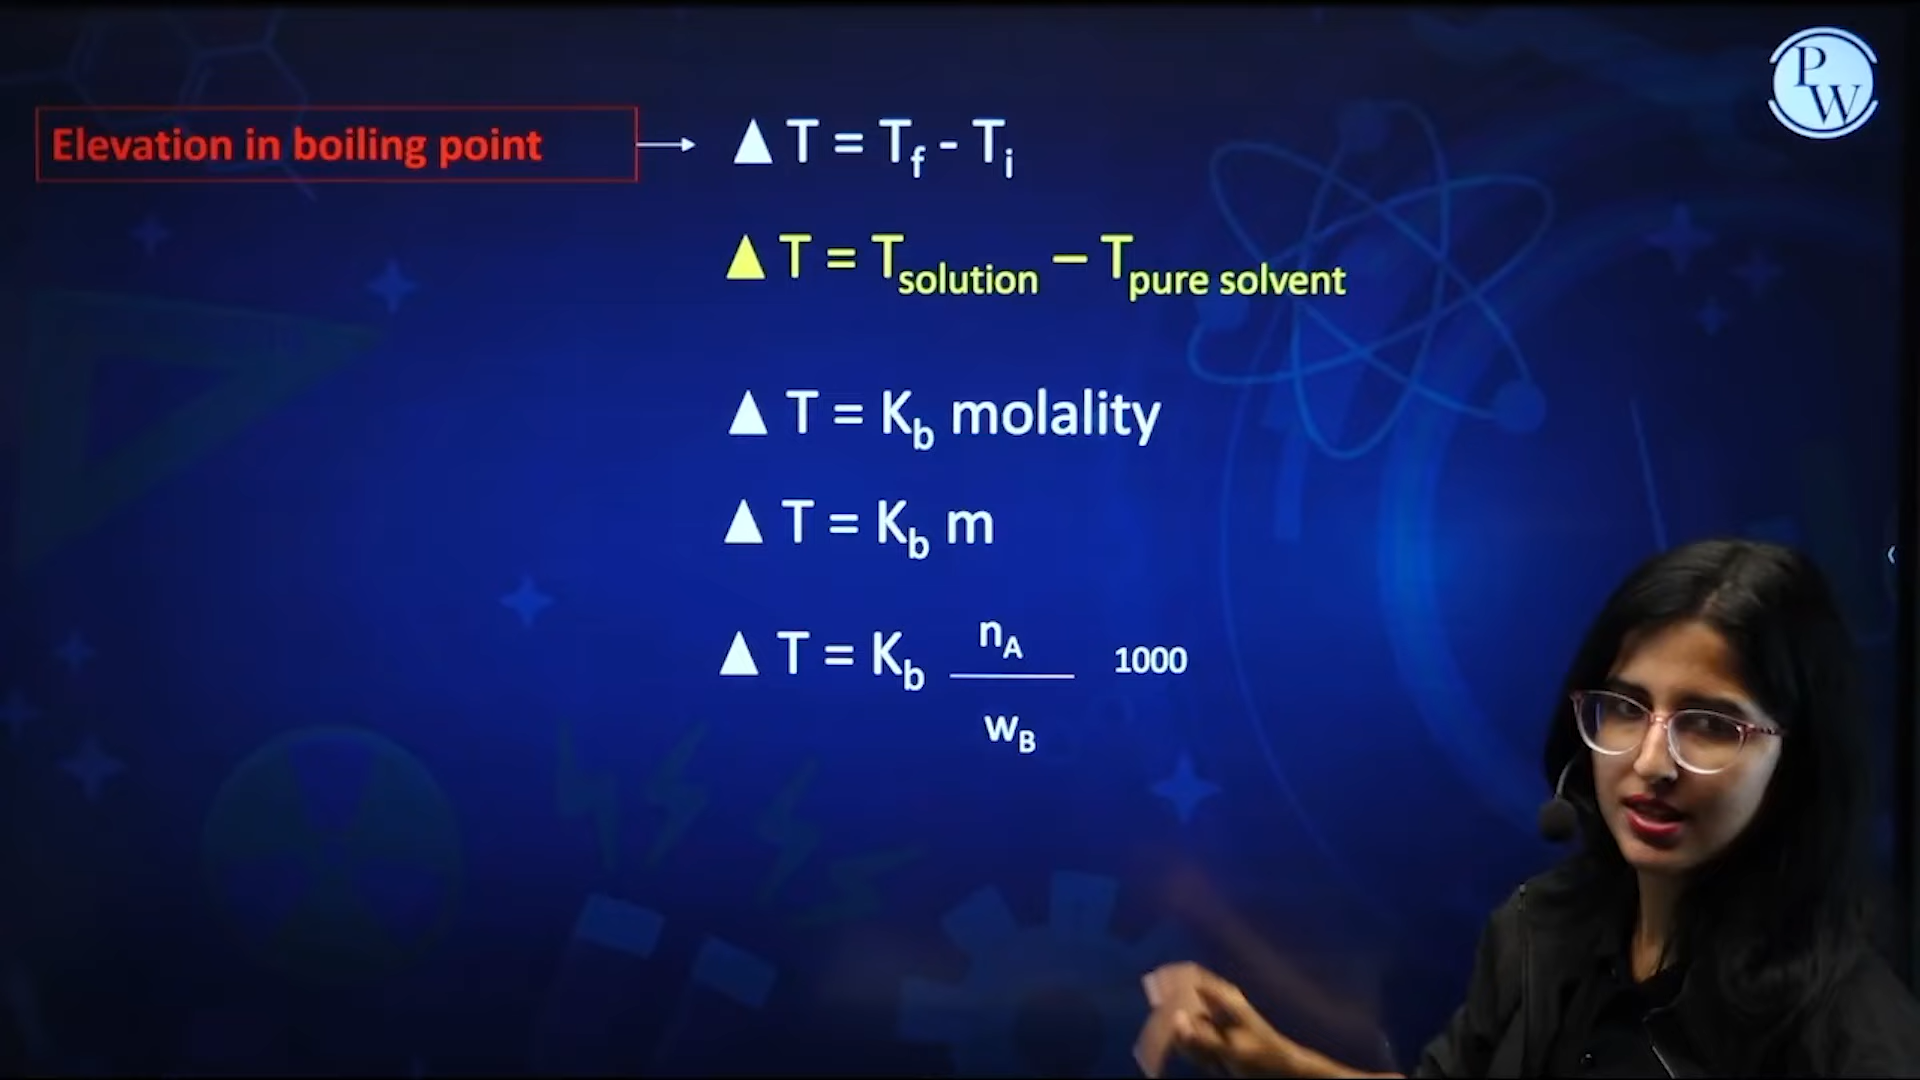 PW
Elevation in boiling point
▲ T = Tf - Ti
▲ T = Tsolution – Tpure solvent
▲ T = Kb molality
▲ T = Kb m
▲ T = Kb nA / wB 1000